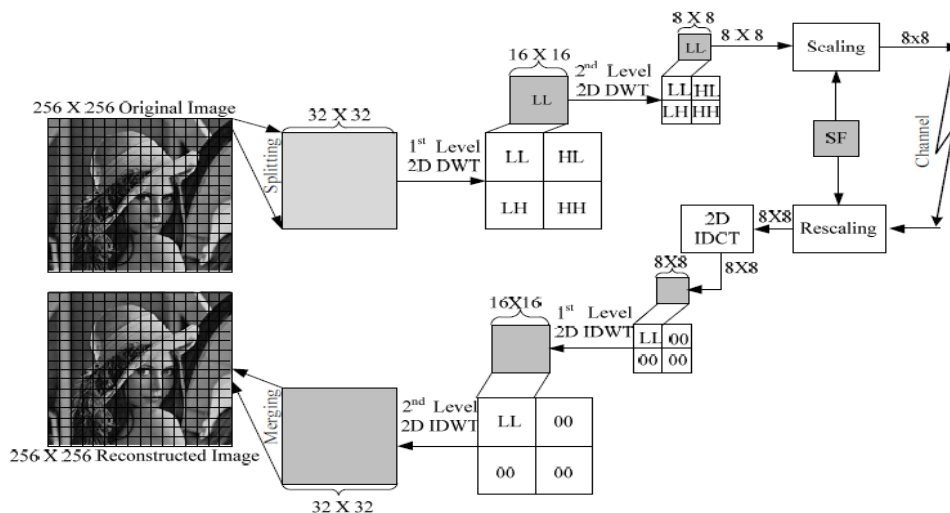 256 X 256 Original Image
Splitting
32 X 32
1st Level
2D DWT
16 X 16
LL
LL HL
LH HH
2nd Level
2D DWT
8 X 8
LL
LL HL
LH HH
8 X 8
Scaling
8x8
SF
Channel
Rescaling
8X8
2D
IDCT
8X8
8X8
LL 00
00 00
1st Level
2D IDWT
16X16
LL 00
00 00
2nd Level
2D IDWT
Merging
32 X 32
256 X 256 Reconstructed Image